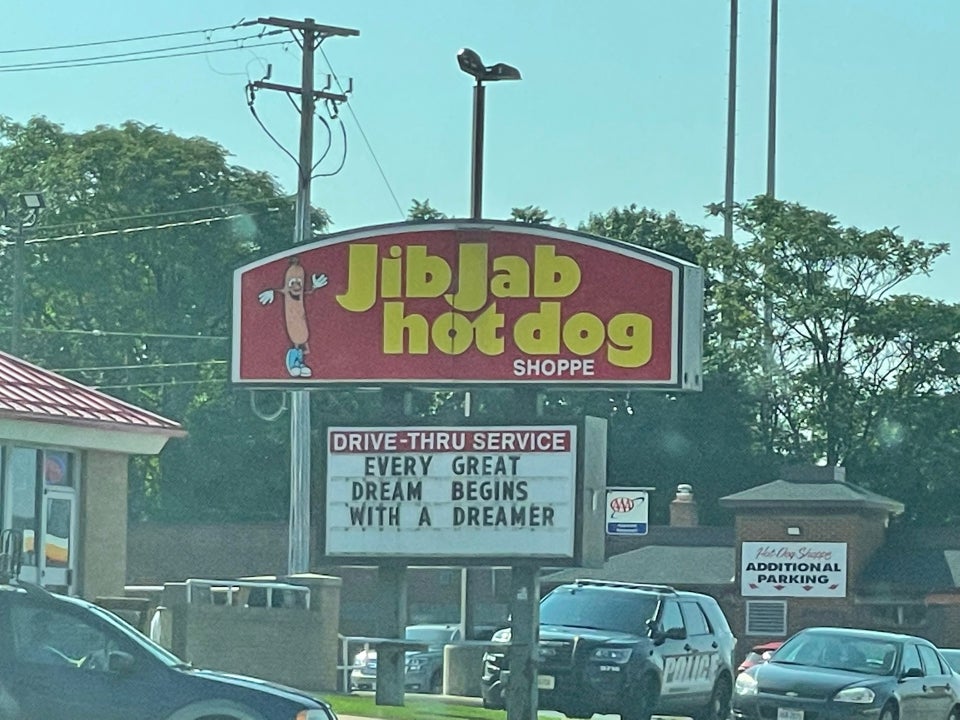 JibJab
hot dog
SHOPPE
DRIVE-THRU SERVICE
EVERY GREAT
DREAM BEGINS
WITH A DREAMER
AAA
Hot Dog Shoppe
ADDITIONAL
PARKING
POLICE